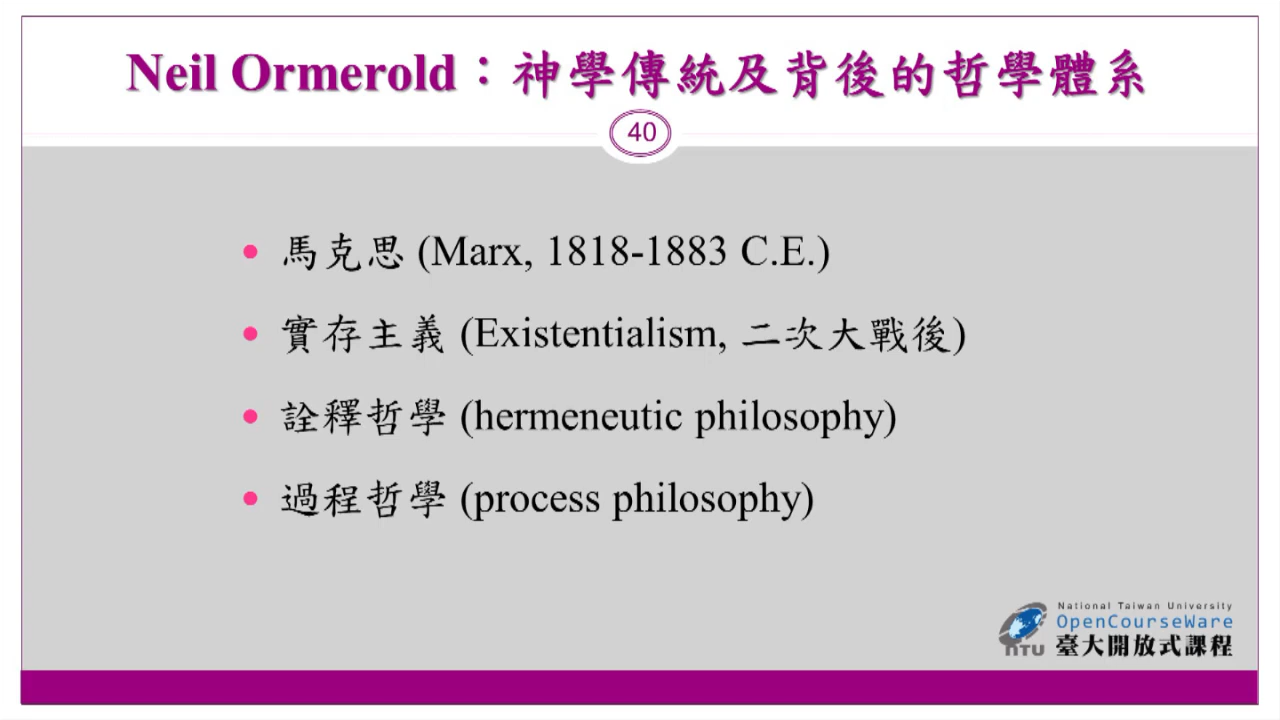 Neil Ormerold：神學傳統及背後的哲學體系
40
• 馬克思 (Marx, 1818-1883 C.E.)
• 實存主義 (Existentialism, 二次大戰後)
• 詮釋哲學 (hermeneutic philosophy)
• 過程哲學 (process philosophy)
National Taiwan University
OpenCourseWare
NTU 臺大開放式課程